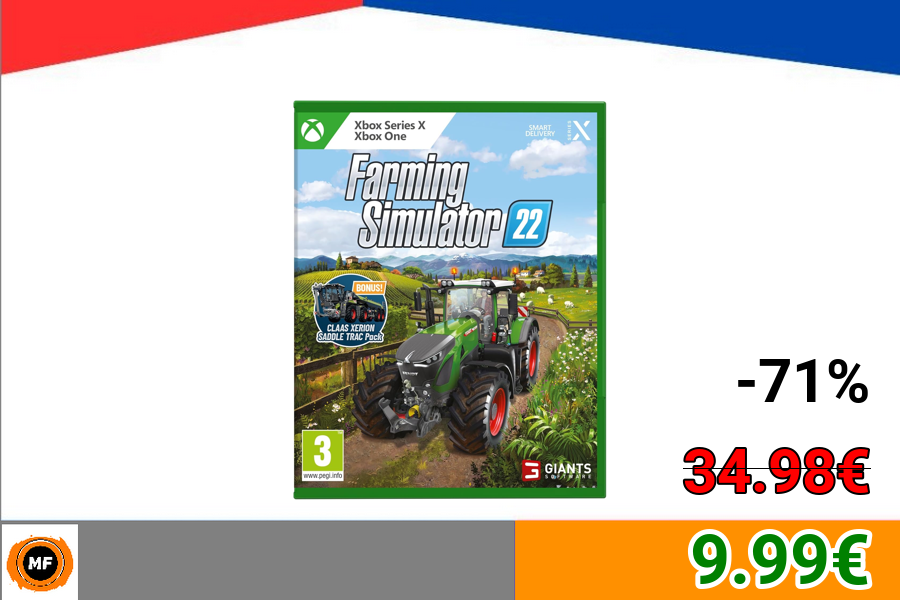 Xbox Series X
Xbox One
SMART
DELIVERY
SERIES X
Farming
Simulator 22
BONUS!
CLAAS XERION
SADDLE TRAC Pack
3
www.pegi.info
GIANTS
SOFTWARE
-71%
34.98€
9.99€
MF